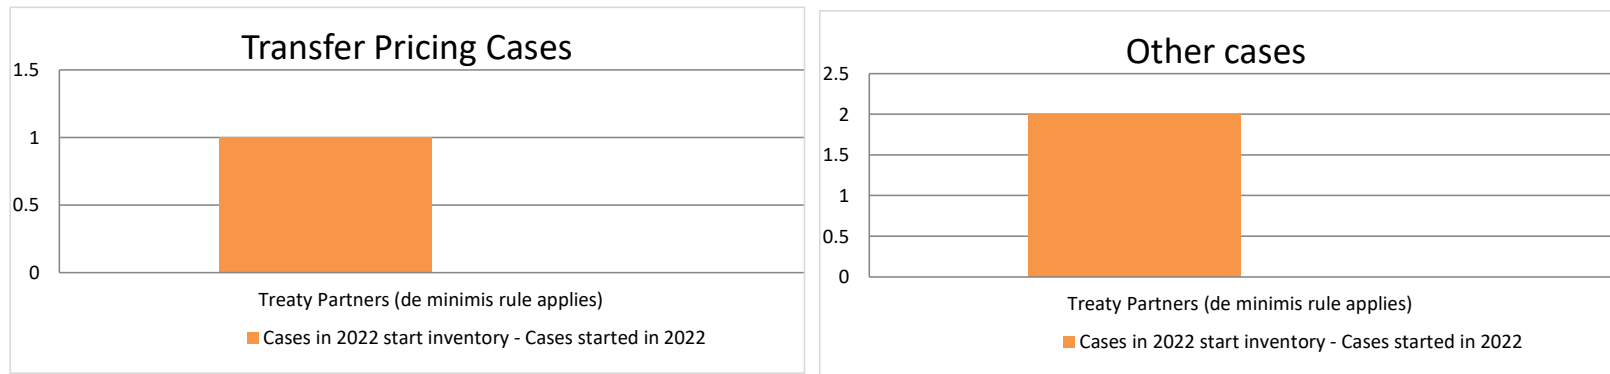 Transfer Pricing Cases
1.5
1
0.5
0
Treaty Partners (de minimis rule applies)
Cases in 2022 start inventory - Cases started in 2022
Other cases
2.5
2
1.5
1
0.5
0
Treaty Partners (de minimis rule applies)
Cases in 2022 start inventory - Cases started in 2022